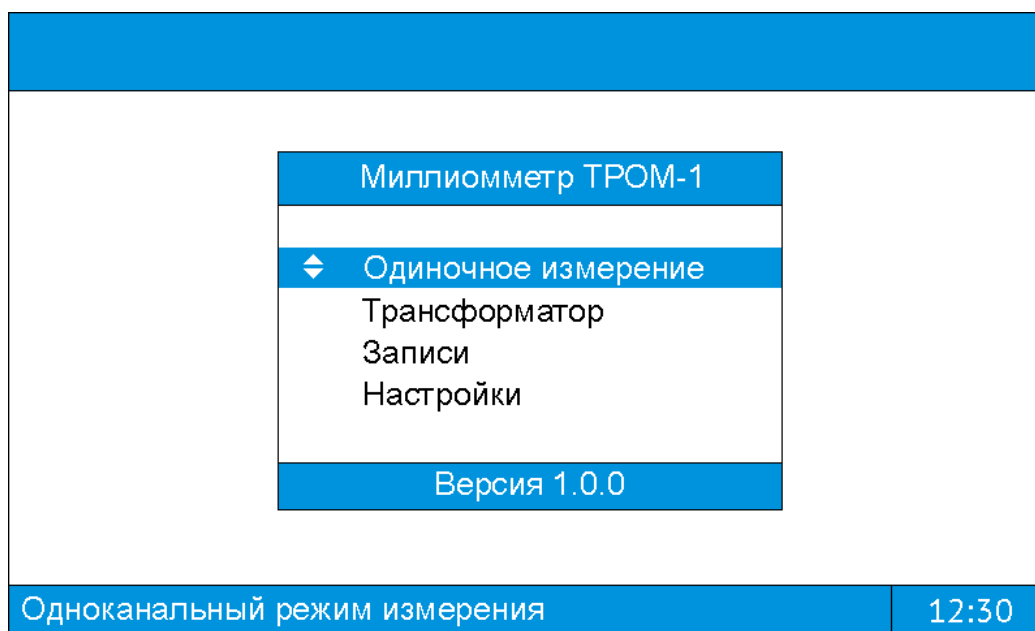 Миллиомметр ТРОМ-1
Одиночное измерение
Трансформатор
Записи
Настройки
Версия 1.0.0
Одноканальный режим измерения
12:30